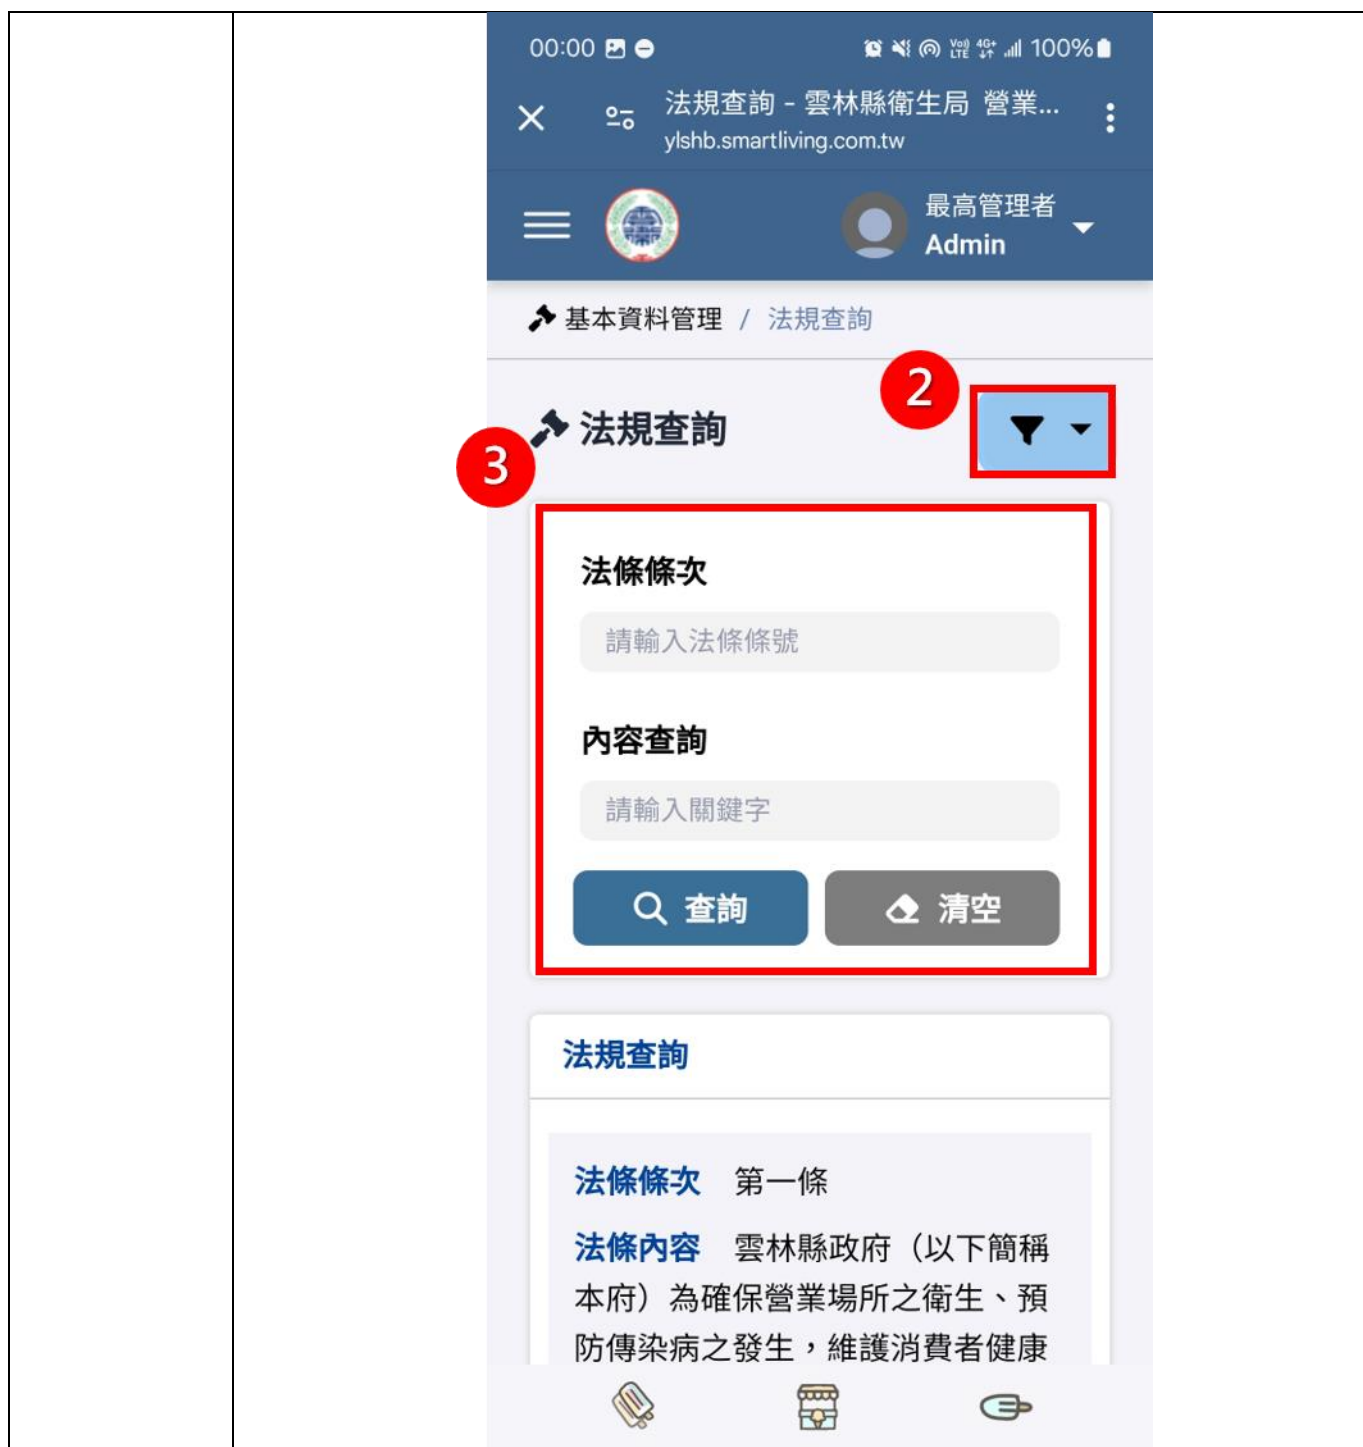 00:00 Vo) LTE 4G+ 100%
法規查詢 - 雲林縣衛生局 營業...
ylshb.smartliving.com.tw
最高管理者
Admin
基本資料管理 / 法規查詢
2
法規查詢
3
法條條次
請輸入法條條號
內容查詢
請輸入關鍵字
查詢 清空
法規查詢
法條條次 第一條
法條內容 雲林縣政府（以下簡稱
本府）為確保營業場所之衛生、預
防傳染病之發生，維護消費者健康